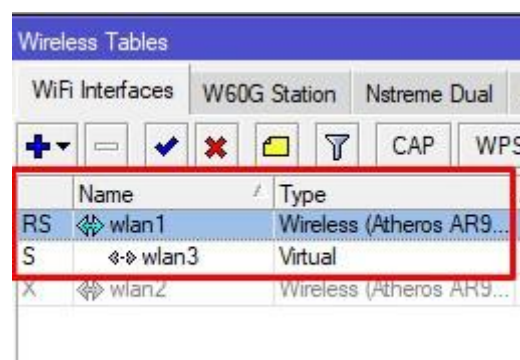 Wireless Tables
WiFi Interfaces W60G Station Nstreme Dual
CAP WPS
Name Type
RS wlan1 Wireless (Atheros AR9...
S wlan3 Virtual
X wlan2 Wireless (Atheros AR9...